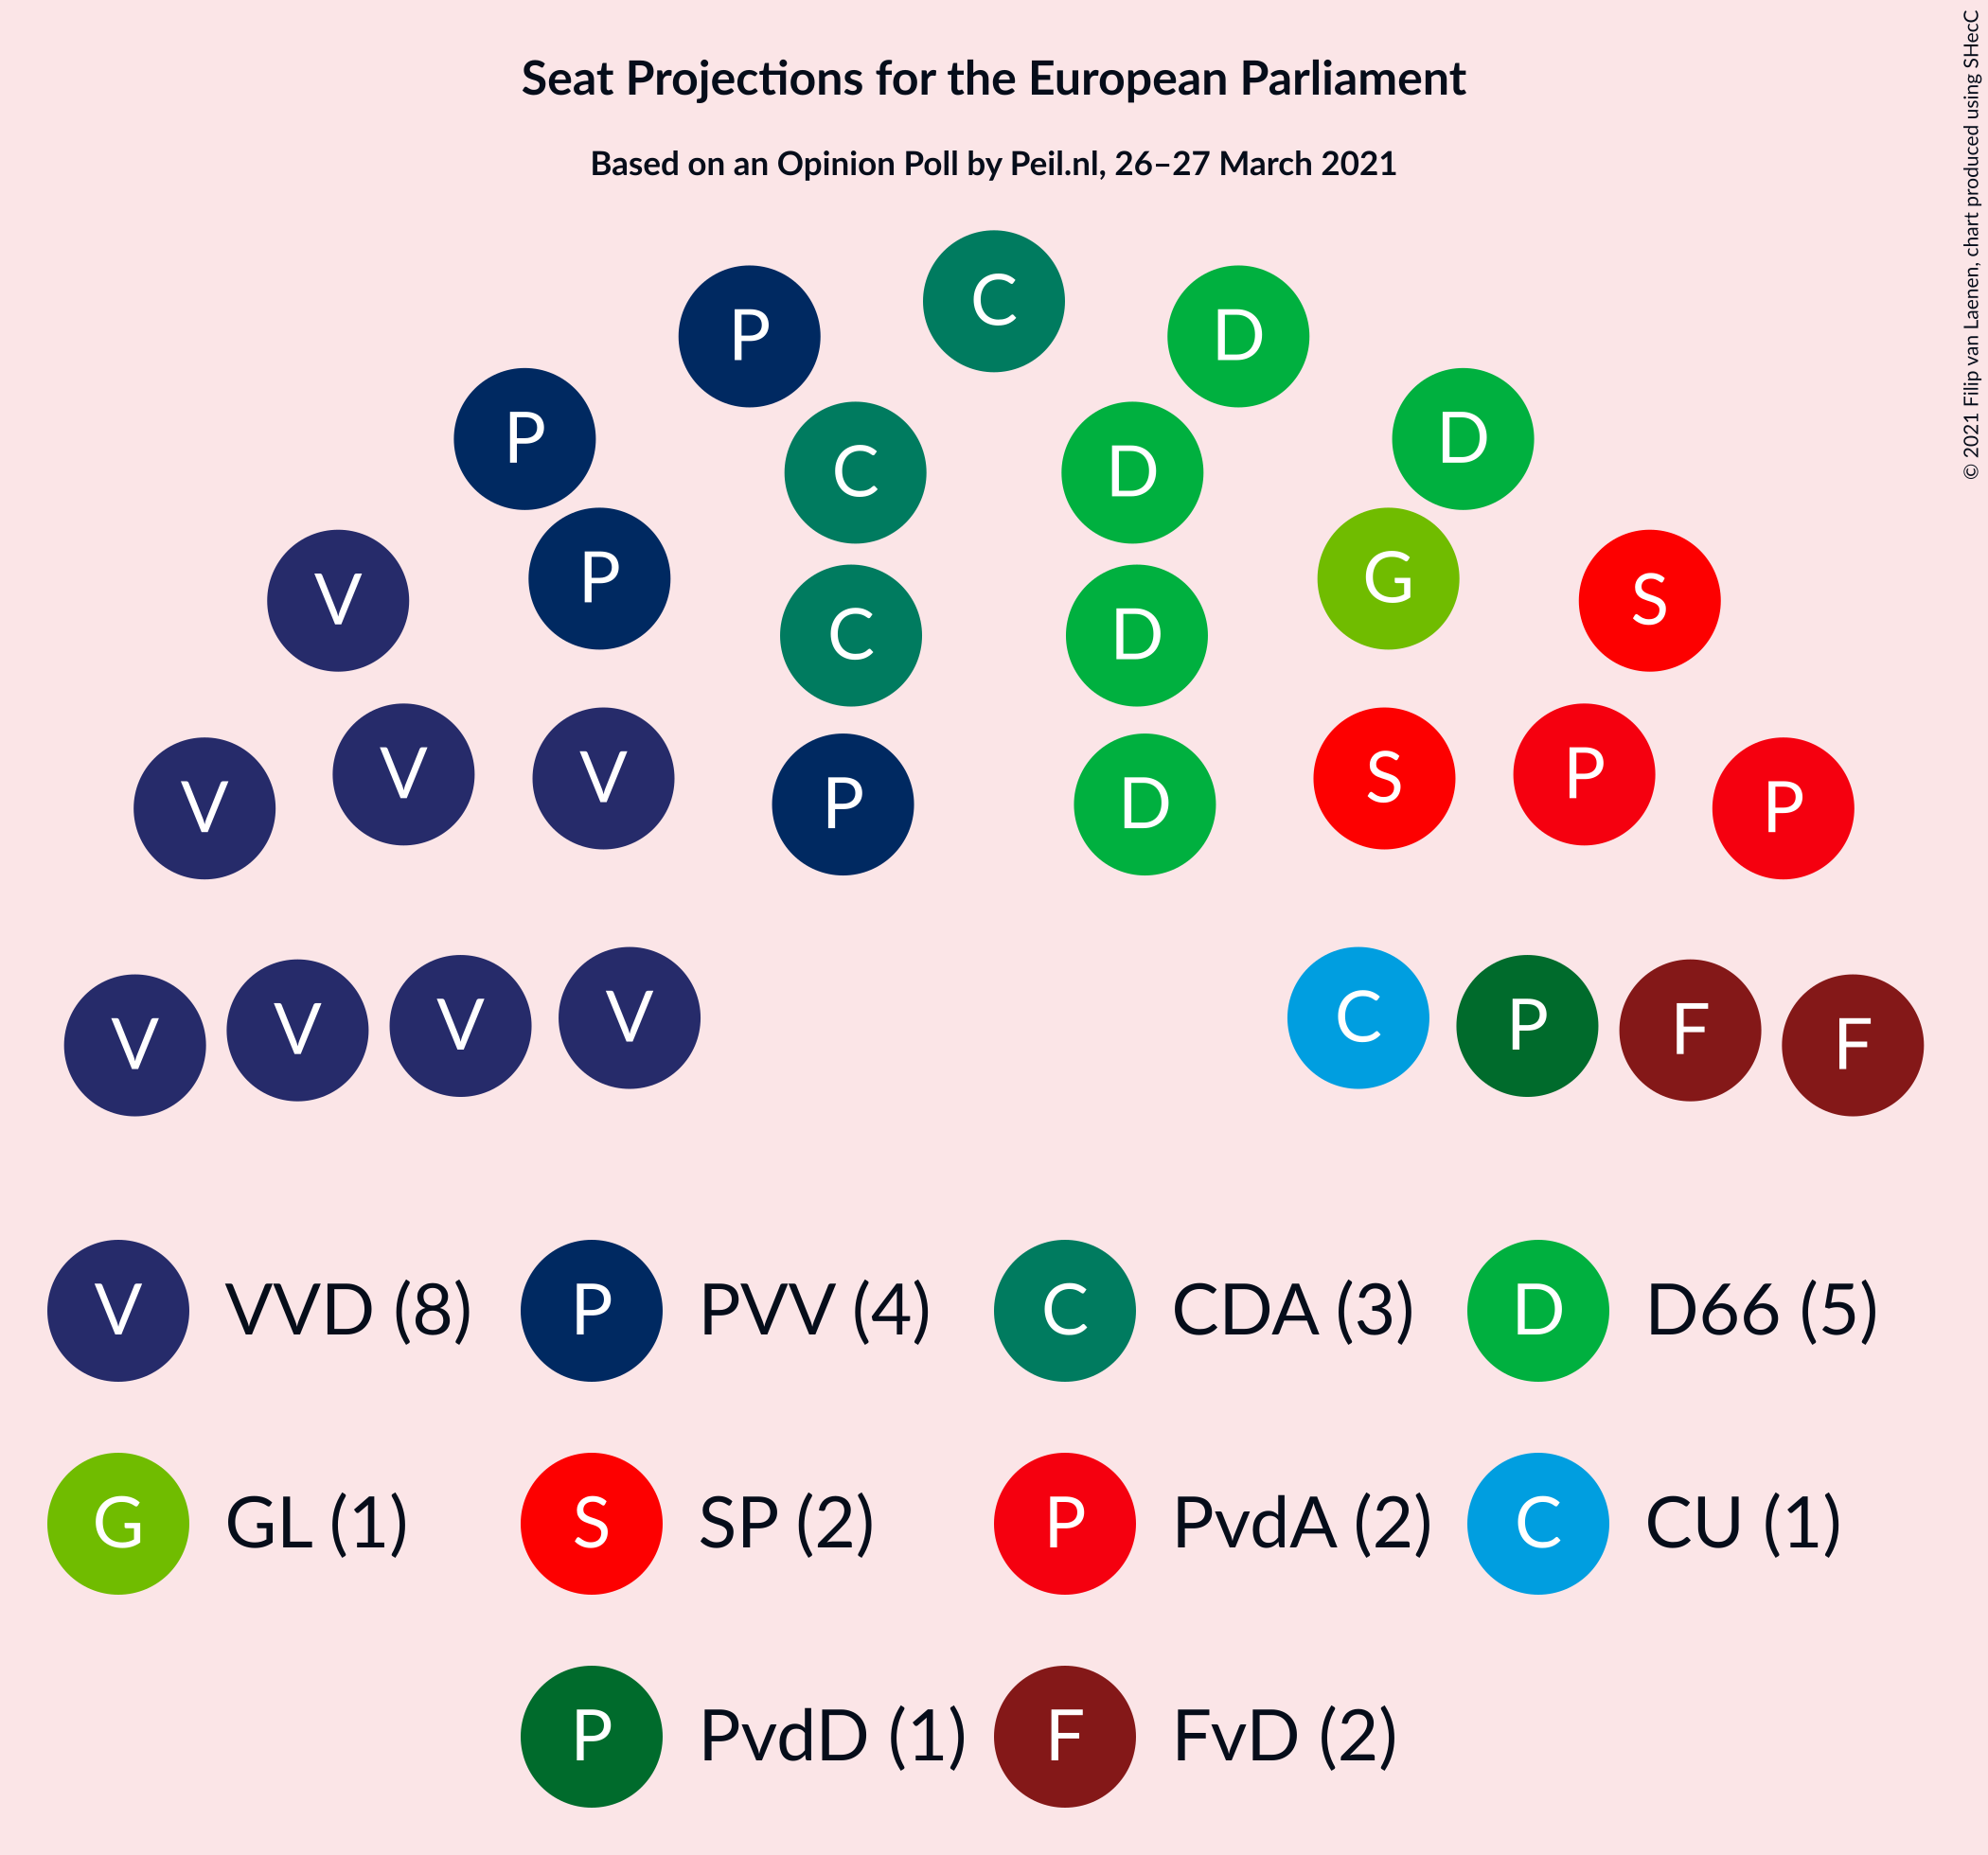 Seat Projections for the European Parliament
Based on an Opinion Poll by Peil.nl, 26–27 March 2021
© 2021 Filip van Laenen, chart produced using SHecC
C
P D
P D
C D
P G
V S
C D
V P
V S
P D
V P
V V V V C P F F
V VVD (8) P PVV (4) C CDA (3) D D66 (5)
G GL (1) S SP (2) P PvdA (2) C CU (1)
P PvdD (1) F FvD (2)